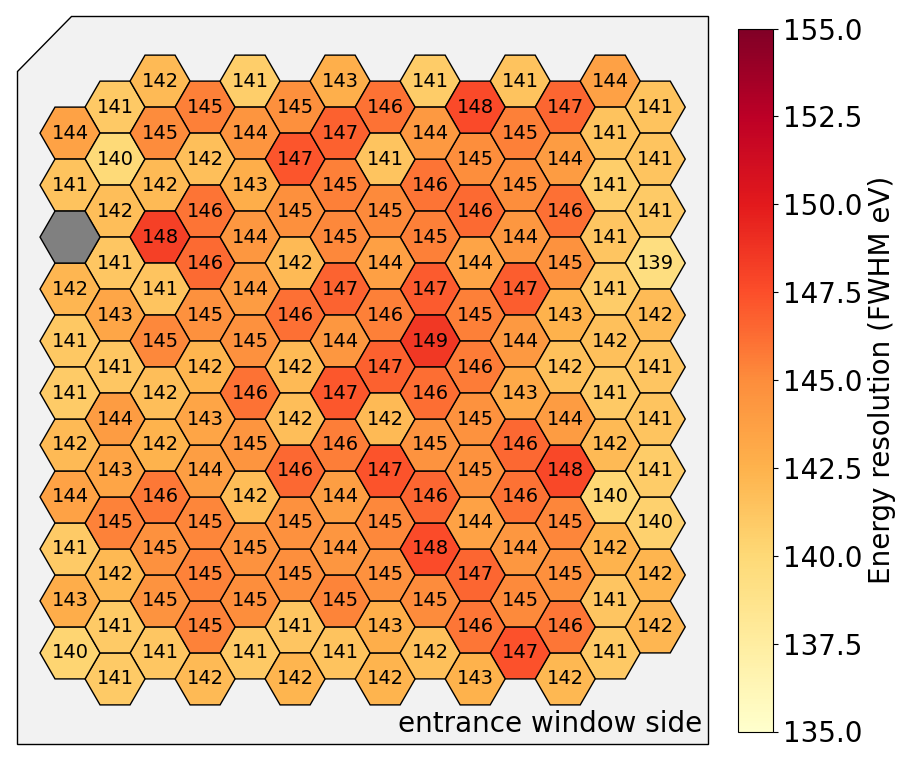 142 141 143 141 141 144
141 145 145 146 148 147 141
144 145 144 147 144 145 141
140 142 147 141 145 144 141
141 142 143 145 146 145 141
142 146 145 145 146 146 141
148 144 145 145 144 141
141 146 142 144 144 145 139
142 141 144 147 147 147 141
143 145 146 146 145 143 142
141 145 145 144 149 144 142
141 142 142 147 146 142 141
141 142 146 147 146 143 141
144 143 142 142 145 144 141
142 142 145 146 145 146 142
143 144 146 147 145 148 141
144 146 142 144 146 146 140
145 145 145 145 144 145 140
141 145 145 144 148 144 142
142 145 145 145 147 145 142
143 145 145 145 145 145 141
141 145 141 143 146 146 142
140 141 141 141 142 147 141
141 142 142 142 143 142
entrance window side
155.0
152.5
150.0
147.5
145.0
142.5
140.0
137.5
135.0
Energy resolution (FWHM eV)